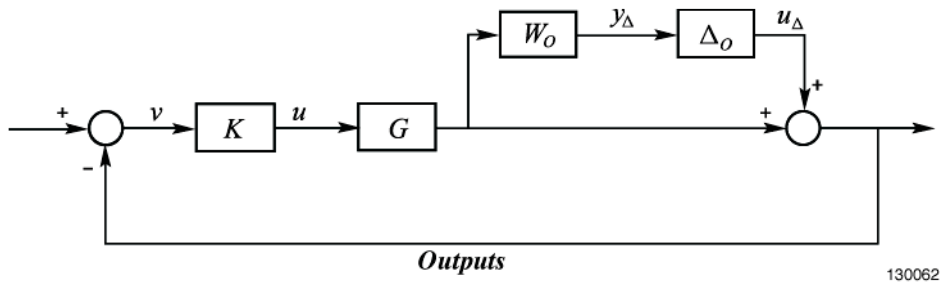 W_O
y_Δ
Δ_O
u_Δ
+
+
v
K
u
G
+
−
Outputs
130062